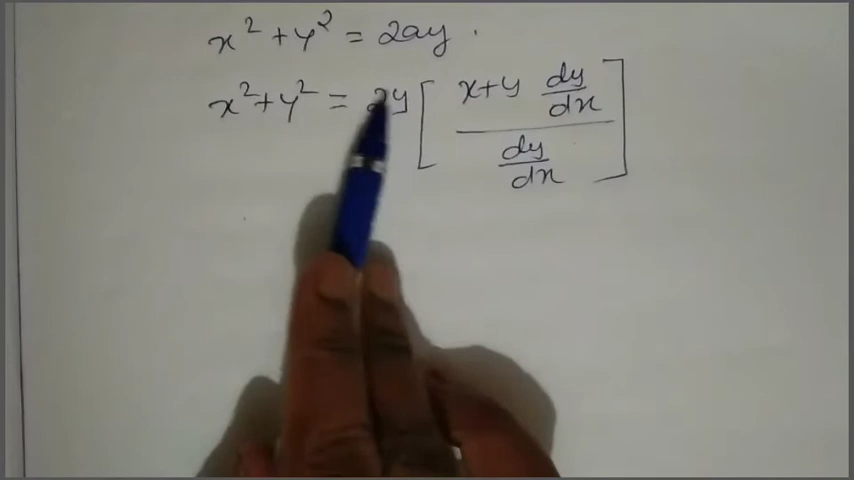 x² + y² = 2ay.
x² + y² = 2y [ (x + y dy/dx) / (dy/dx) ]